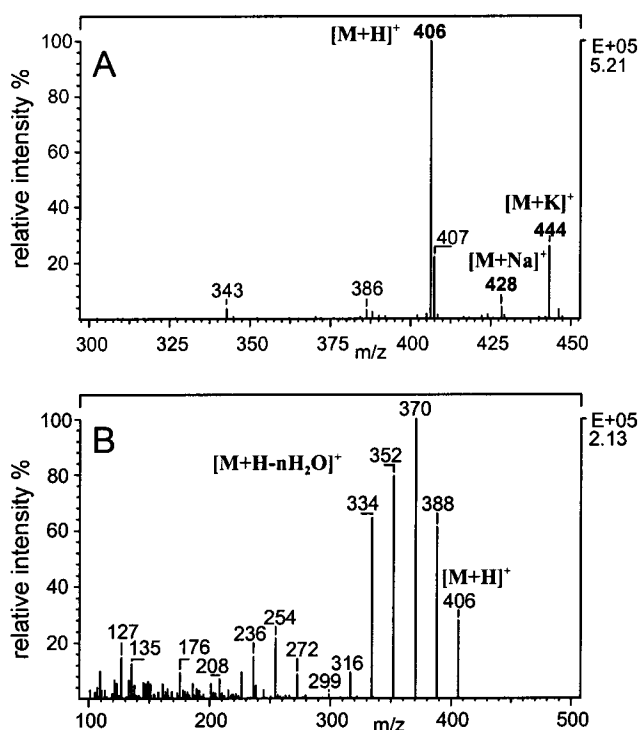 A
[M+H]⁺ 406
E+05
5.21
relative intensity %
100
80
60
40
20
343
386
407
[M+Na]⁺
428
[M+K]⁺
444
300 325 350 375 400 425 450
m/z
B
370
E+05
2.13
[M+H-nH₂O]⁺
352
334
388
[M+H]⁺
406
relative intensity %
100
80
60
40
20
127
135
176
208
236
254
272
299
316
100 200 300 400 500
m/z